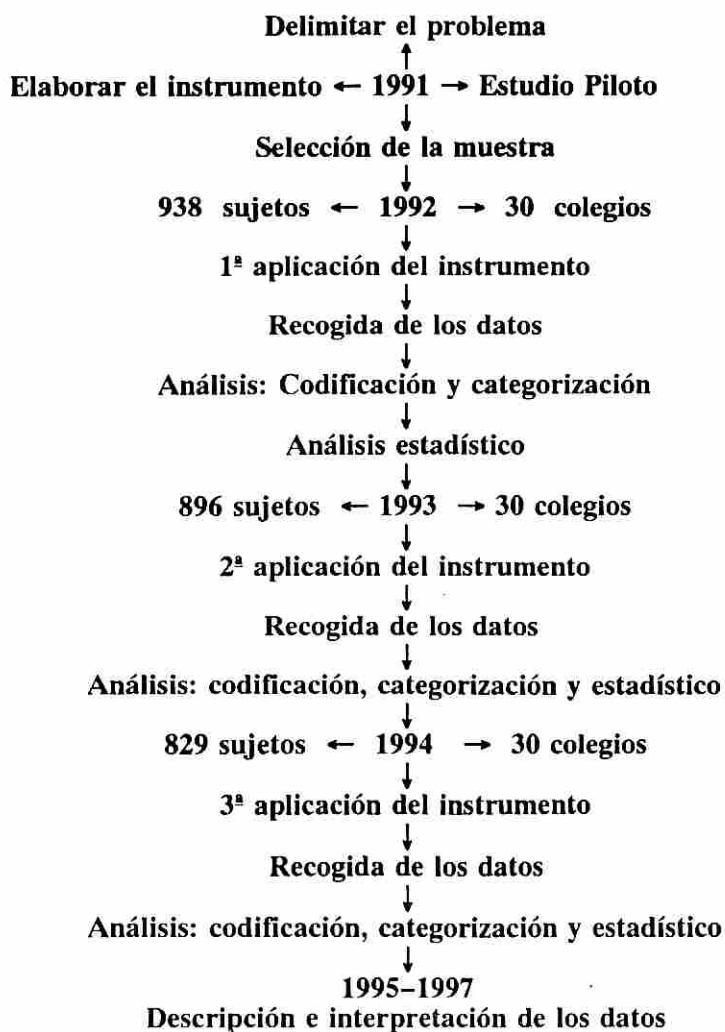 Delimitar el problema
↑
Elaborar el instrumento ← 1991 → Estudio Piloto
↓
Selección de la muestra
↓
938 sujetos ← 1992 → 30 colegios
↓
1ª aplicación del instrumento
↓
Recogida de los datos
↓
Análisis: Codificación y categorización
↓
Análisis estadístico
↓
896 sujetos ← 1993 → 30 colegios
↓
2ª aplicación del instrumento
↓
Recogida de los datos
↓
Análisis: codificación, categorización y estadístico
↓
829 sujetos ← 1994 → 30 colegios
↓
3ª aplicación del instrumento
↓
Recogida de los datos
↓
Análisis: codificación, categorización y estadístico
↓
1995–1997
Descripción e interpretación de los datos